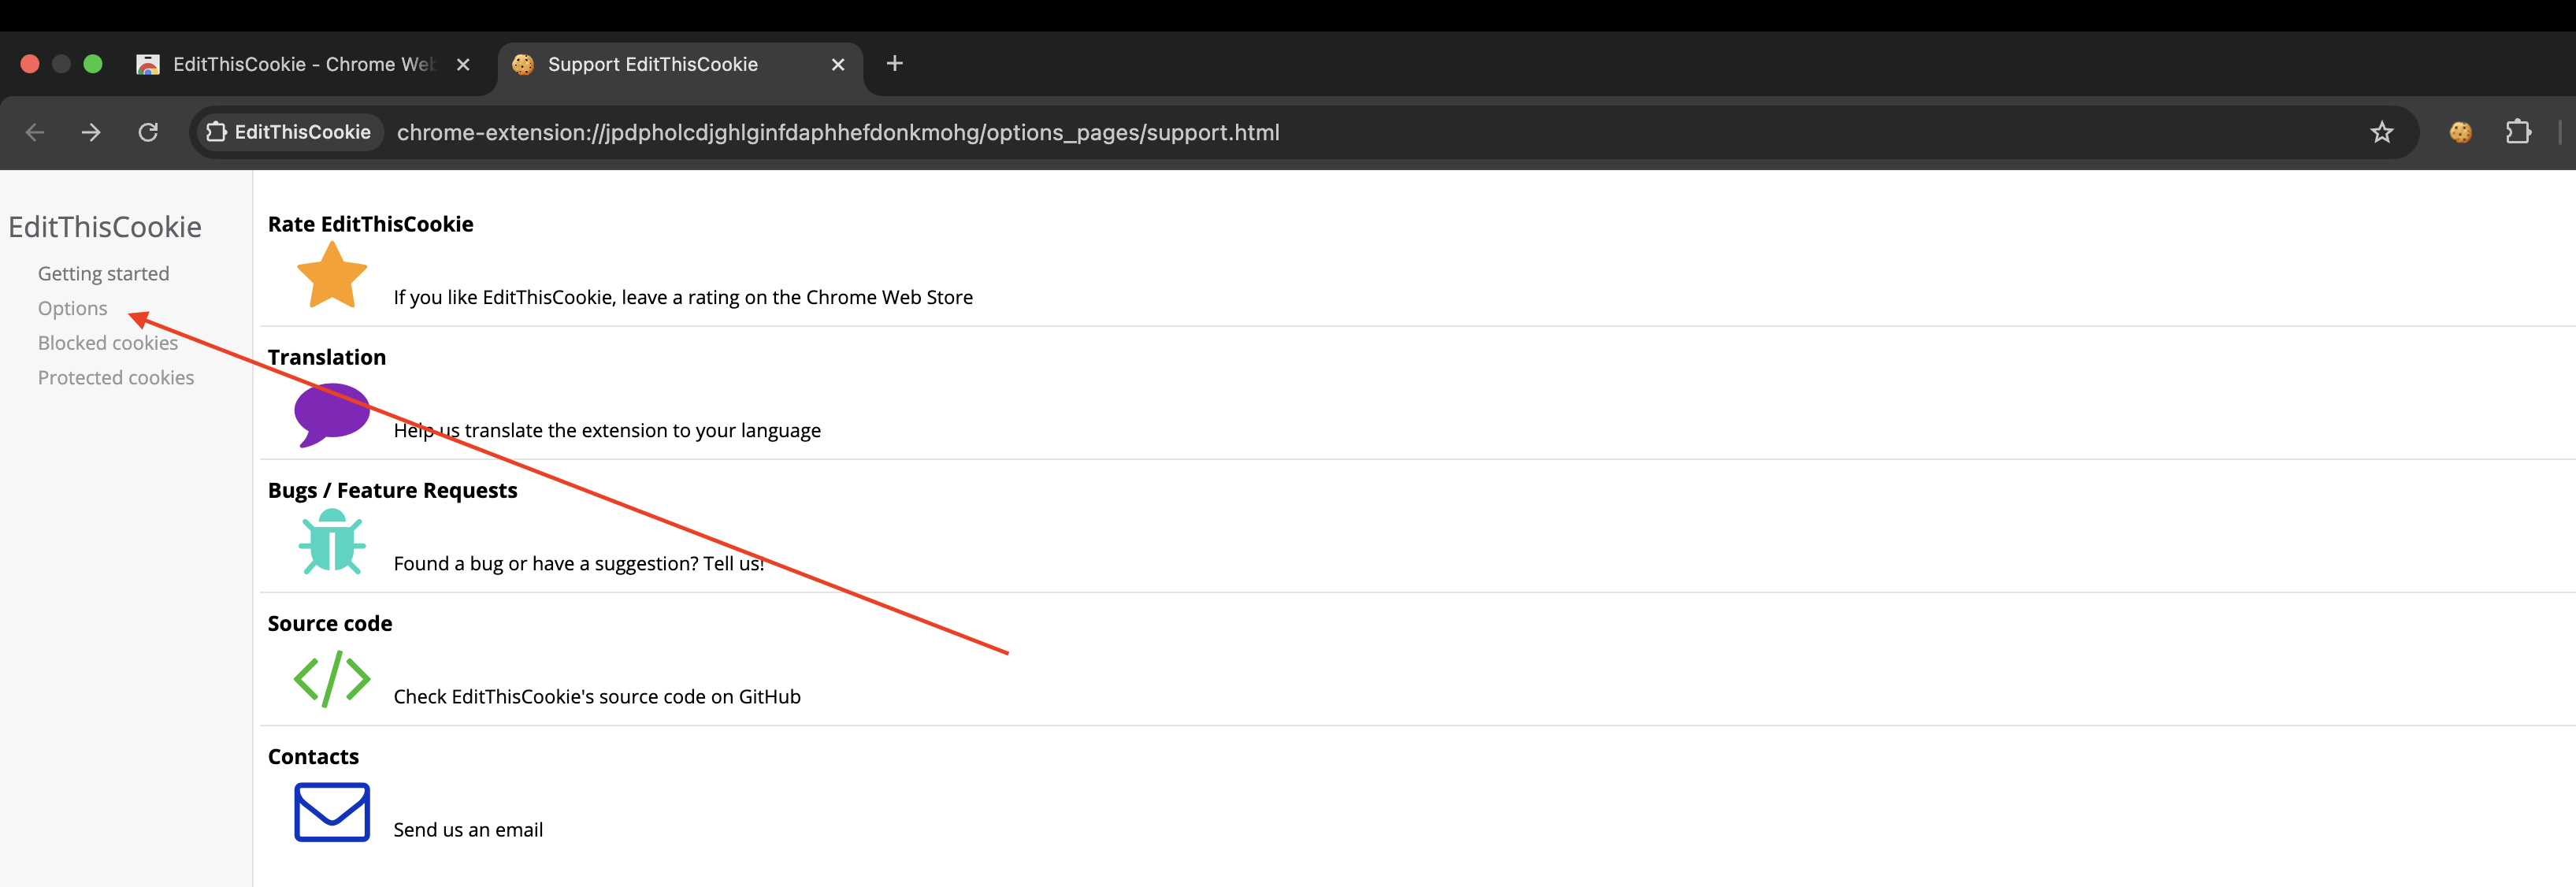 EditThisCookie - Chrome Web
Support EditThisCookie
EditThisCookie
chrome-extension://jpdpholcdjghlginfdaphhefdonkmohg/options_pages/support.html
EditThisCookie
Getting started
Options
Blocked cookies
Protected cookies
Rate EditThisCookie
If you like EditThisCookie, leave a rating on the Chrome Web Store
Translation
Help us translate the extension to your language
Bugs / Feature Requests
Found a bug or have a suggestion? Tell us!
Source code
Check EditThisCookie's source code on GitHub
Contacts
Send us an email